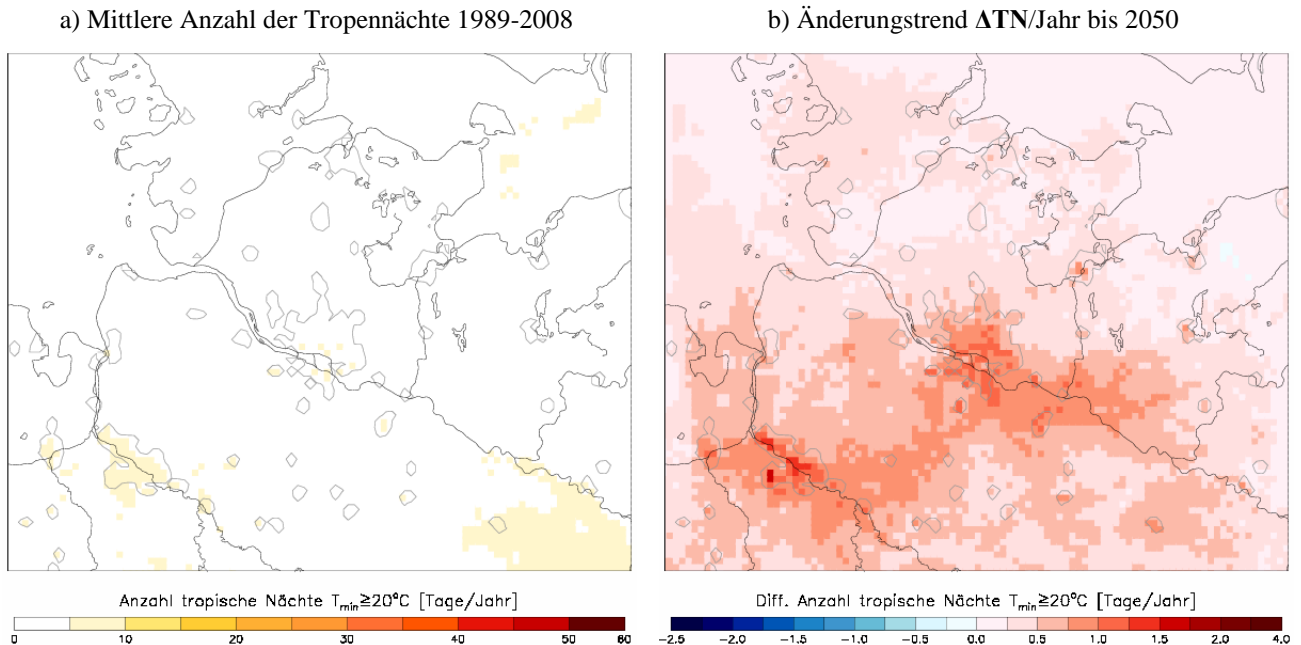 a) Mittlere Anzahl der Tropennächte 1989-2008
b) Änderungstrend ΔTN/Jahr bis 2050
Anzahl tropische Nächte Tmin≥20°C [Tage/Jahr]
0 10 20 30 40 50 60
Diff. Anzahl tropische Nächte Tmin≥20°C [Tage/Jahr]
-2.5 -2.0 -1.5 -1.0 -0.5 0.0 0.5 1.0 1.5 2.0 4.0